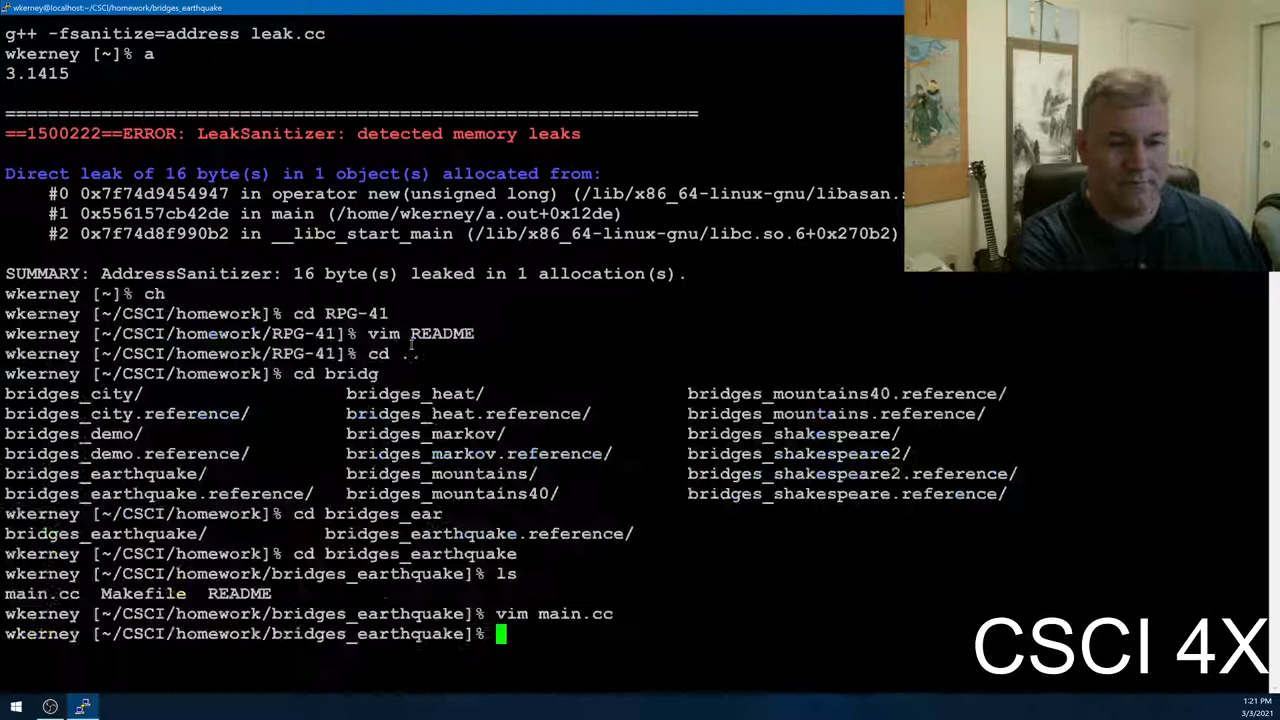 wkerney@localhost:~/CSCI/homework/bridges_earthquake
g++ -fsanitize=address leak.cc
wkerney [~]% a
3.1415
=================================================================
==1500222==ERROR: LeakSanitizer: detected memory leaks
Direct leak of 16 byte(s) in 1 object(s) allocated from:
#0 0x7f74d9454947 in operator new(unsigned long) (/lib/x86_64-linux-gnu/libasan.s
#1 0x556157cb42de in main (/home/wkerney/a.out+0x12de)
#2 0x7f74d8f990b2 in __libc_start_main (/lib/x86_64-linux-gnu/libc.so.6+0x270b2)
SUMMARY: AddressSanitizer: 16 byte(s) leaked in 1 allocation(s).
wkerney [~]% ch
wkerney [~/CSCI/homework]% cd RPG-41
wkerney [~/CSCI/homework/RPG-41]% vim README
wkerney [~/CSCI/homework/RPG-41]% cd ..
wkerney [~/CSCI/homework]% cd bridg
bridges_city/ bridges_heat/ bridges_mountains40.reference/
bridges_city.reference/ bridges_heat.reference/ bridges_mountains.reference/
bridges_demo/ bridges_markov/ bridges_shakespeare/
bridges_demo.reference/ bridges_markov.reference/ bridges_shakespeare2/
bridges_earthquake/ bridges_mountains/ bridges_shakespeare2.reference/
bridges_earthquake.reference/ bridges_mountains40/ bridges_shakespeare.reference/
wkerney [~/CSCI/homework]% cd bridges_ear
bridges_earthquake/ bridges_earthquake.reference/
wkerney [~/CSCI/homework]% cd bridges_earthquake
wkerney [~/CSCI/homework/bridges_earthquake]% ls
main.cc Makefile README
wkerney [~/CSCI/homework/bridges_earthquake]% vim main.cc
wkerney [~/CSCI/homework/bridges_earthquake]%
CSCI 4X
1:21 PM
3/3/2021